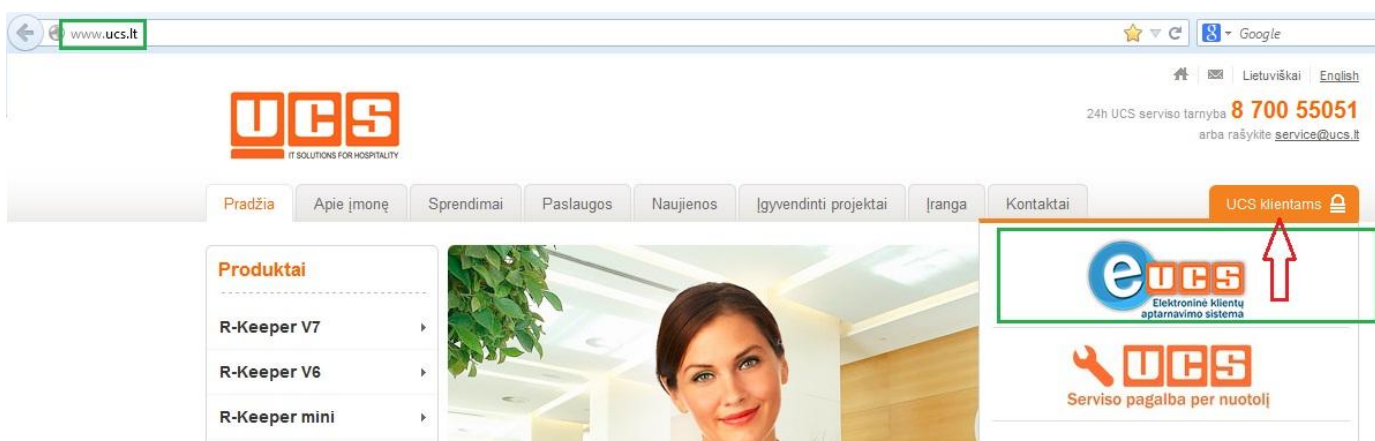 www.ucs.lt
Google
Lietuviškai English
24h UCS serviso tarnyba 8 700 55051
arba rašykite service@ucs.lt
UCS
IT SOLUTIONS FOR HOSPITALITY
Pradžia Apie įmonę Sprendimai Paslaugos Naujienos Įgyvendinti projektai Įranga Kontaktai UCS klientams
Produktai
R-Keeper V7
R-Keeper V6
R-Keeper mini
eUCS
Elektroninė klientų
aptarnavimo sistema
UCS
Serviso pagalba per nuotolį